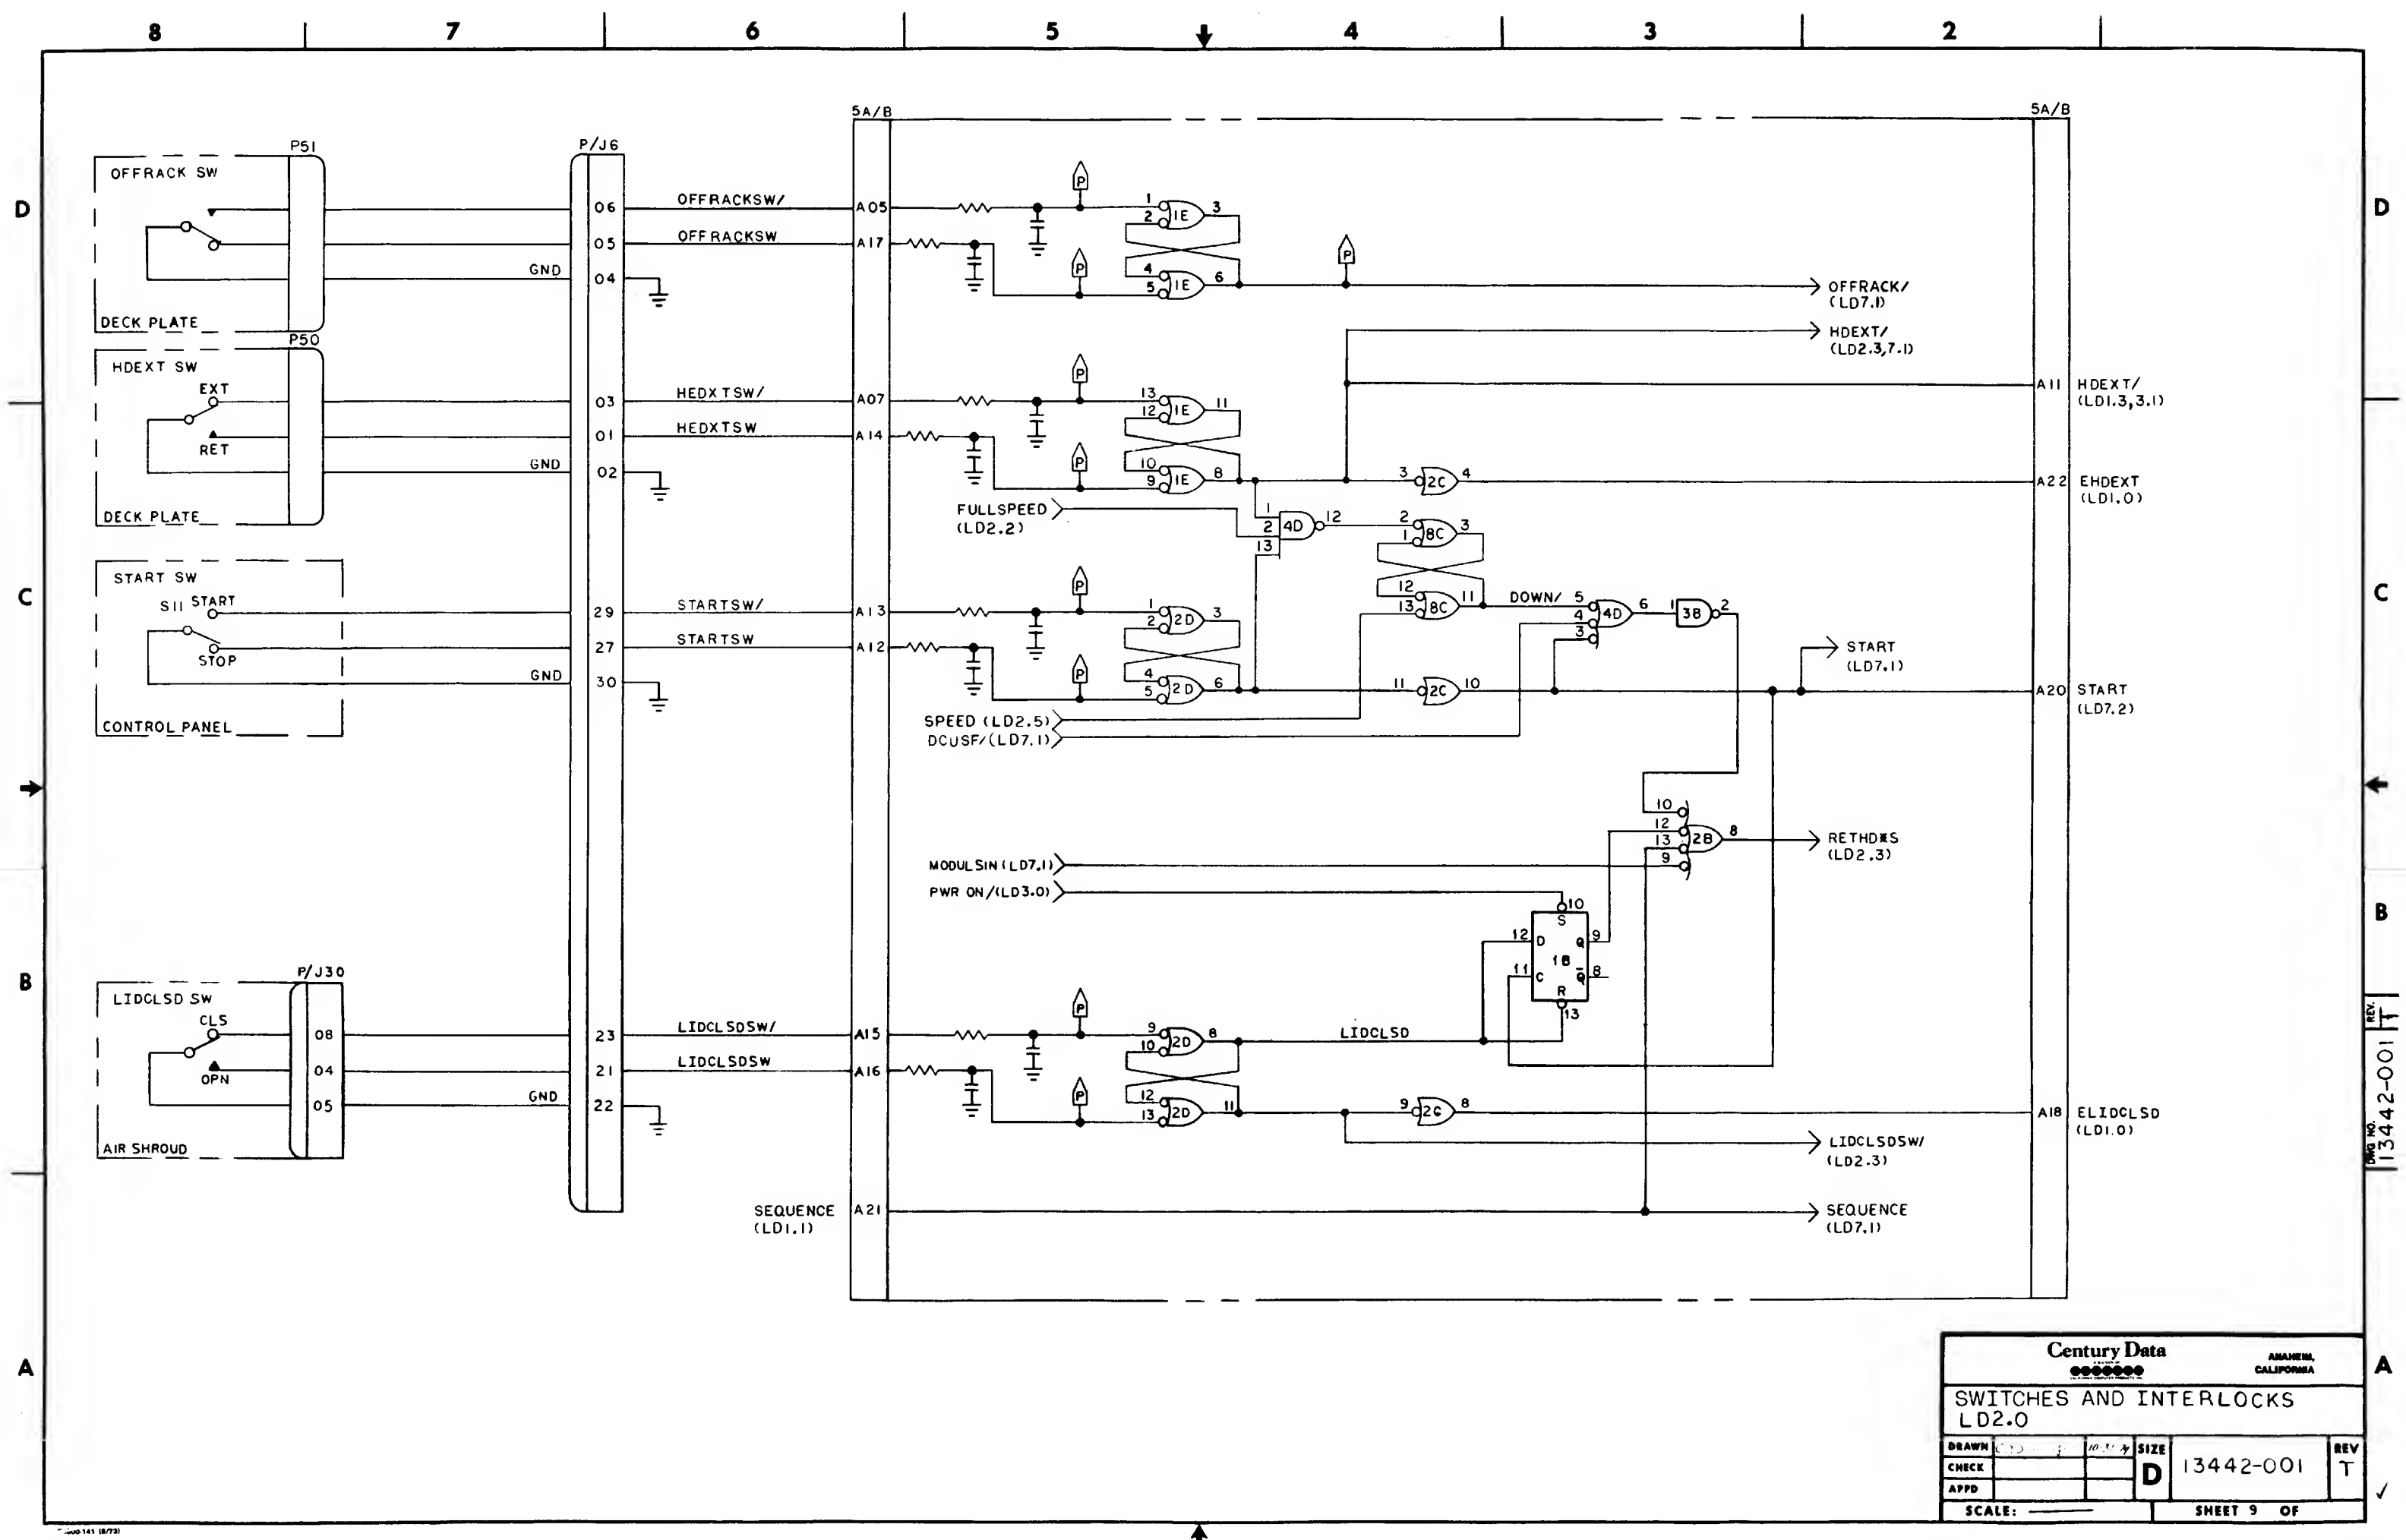 8 7 6 5 4 3 2
D
D
C
C
B
B
A
A
P51
OFFRACK SW
DECK PLATE
P50
HDEXT SW
EXT
RET
DECK PLATE
START SW
S11 START
STOP
CONTROL PANEL
P/J30
LIDCLSD SW
CLS
OPN
08
04
05
AIR SHROUD
GND
GND
GND
GND
P/J6
06
05
04
03
01
02
29
27
30
23
21
22
OFFRACKSW/
OFFRACKSW
HEDXTSW/
HEDXTSW
STARTSW/
STARTSW
LIDCLSDSW/
LIDCLSDSW
SEQUENCE
(LD1.1)
5A/B
A05
A17
A07
A14
A13
A12
A15
A16
A21
P
1
2 1E 3
P
4
5 1E 6
P
OFFRACK/
(LD7.1)
HDEXT/
(LD2.3,7.1)
P
13
12 1E 11
P
10
9 1E 8
3 2C 4
FULLSPEED
(LD2.2)
1
2 4D 12
13
2
1 8C 3
12
13 8C 11
DOWN/ 5
4 4D 6
3
1 3B 2
P
1
2 2D 3
P
4
5 2D 6
11 2C 10
START
(LD7.1)
SPEED (LD2.5)
DCUSF/(LD7.1)
10
12
13 2B 8
9
RETHD*S
(LD2.3)
MODULSIN(LD7.1)
PWR ON/(LD3.0)
10
S
12 D Q 9
1B
11 C Q 8
R
13
P
9
10 2D 8
LIDCLSD
P
12
13 2D 11
9 2C 8
LIDCLSDSW/
(LD2.3)
SEQUENCE
(LD7.1)
5A/B
A11 HDEXT/
(LD1.3,3.1)
A22 EHDEXT
(LD1.0)
A20 START
(LD7.2)
A18 ELIDCLSD
(LD1.0)
REV.
T
DWG NO.
13442-001
Century Data
ANAHEIM,
CALIFORNIA
SWITCHES AND INTERLOCKS
LD2.0
DRAWN
CHECK
APPD
SIZE
D
13442-001
REV
T
SCALE:
SHEET 9 OF